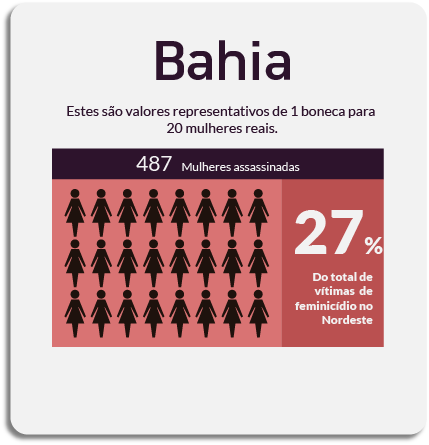 Bahia
Estes são valores representativos de 1 boneca para
20 mulheres reais.
487 Mulheres assassinadas
27%
Do total de
vítimas de
feminicídio no
Nordeste